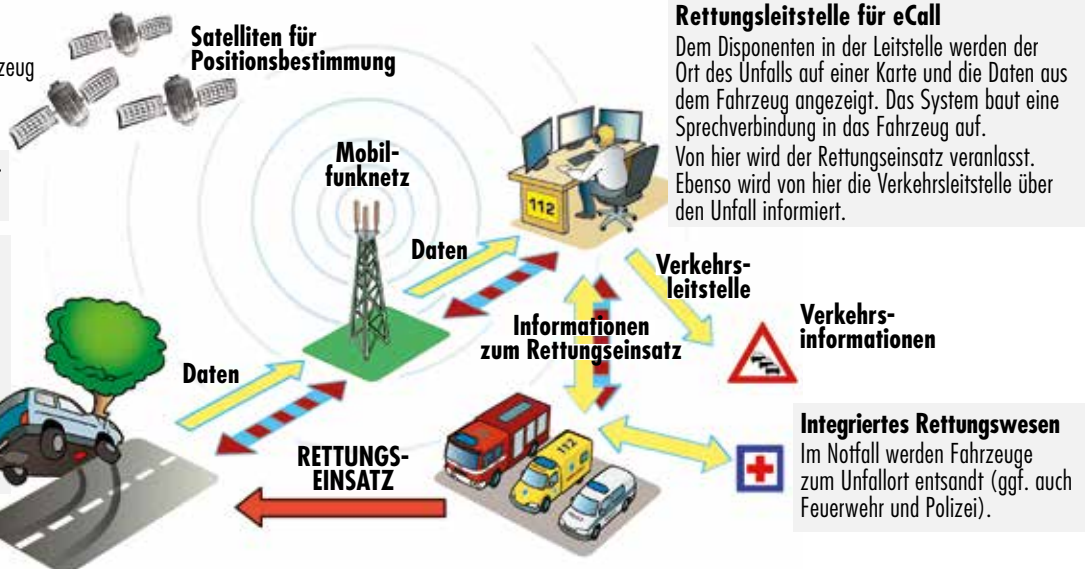 Satelliten für
Positionsbestimmung
zeug
Mobil-
funknetz
112
Rettungsleitstelle für eCall
Dem Disponenten in der Leitstelle werden der
Ort des Unfalls auf einer Karte und die Daten aus
dem Fahrzeug angezeigt. Das System baut eine
Sprechverbindung in das Fahrzeug auf.
Von hier wird der Rettungseinsatz veranlasst.
Ebenso wird von hier die Verkehrsleitstelle über
den Unfall informiert.
Daten
Verkehrs-
leitstelle
Informationen
zum Rettungseinsatz
Verkehrs-
informationen
Daten
RETTUNGS-
EINSATZ
112
Integriertes Rettungswesen
Im Notfall werden Fahrzeuge
zum Unfallort entsandt (ggf. auch
Feuerwehr und Polizei).